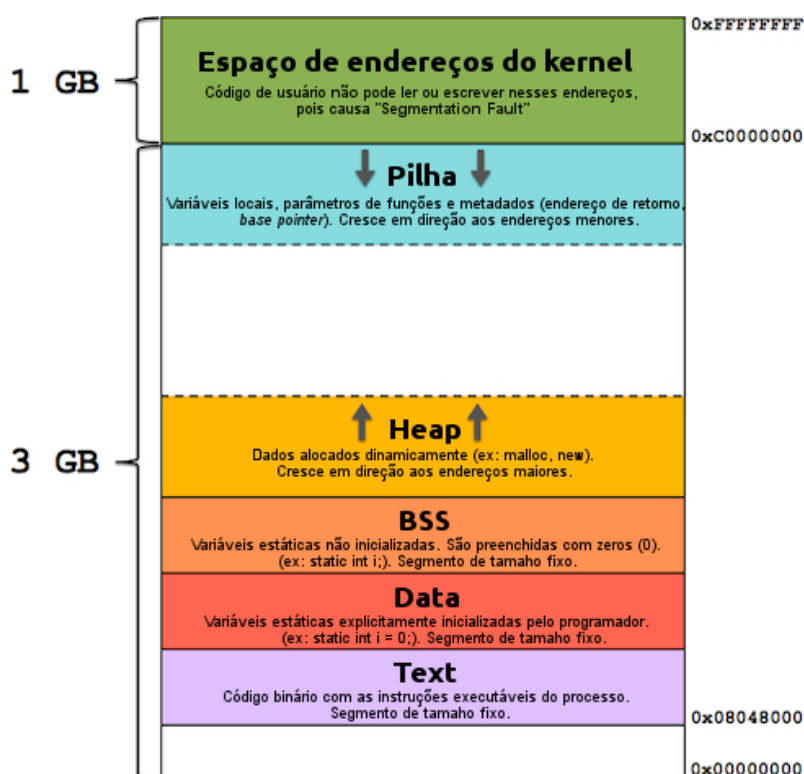 0xFFFFFFFF
Espaço de endereços do kernel
1 GB
Código de usuário não pode ler ou escrever nesses endereços,
pois causa "Segmentation Fault"
0xC0000000
Pilha
Variáveis locais, parâmetros de funções e metadados (endereço de retorno,
base pointer). Cresce em direção aos endereços menores.
Heap
3 GB
Dados alocados dinamicamente (ex: malloc, new).
Cresce em direção aos endereços maiores.
BSS
Variáveis estáticas não inicializadas. São preenchidas com zeros (0).
(ex: static int i;). Segmento de tamaho fixo.
Data
Variáveis estáticas explicitamente inicializadas pelo programador.
(ex: static int i = 0;). Segmento de tamaho fixo.
Text
Código binário com as instruções executáveis do processo.
Segmento de tamaho fixo.
0x08048000
0x00000000